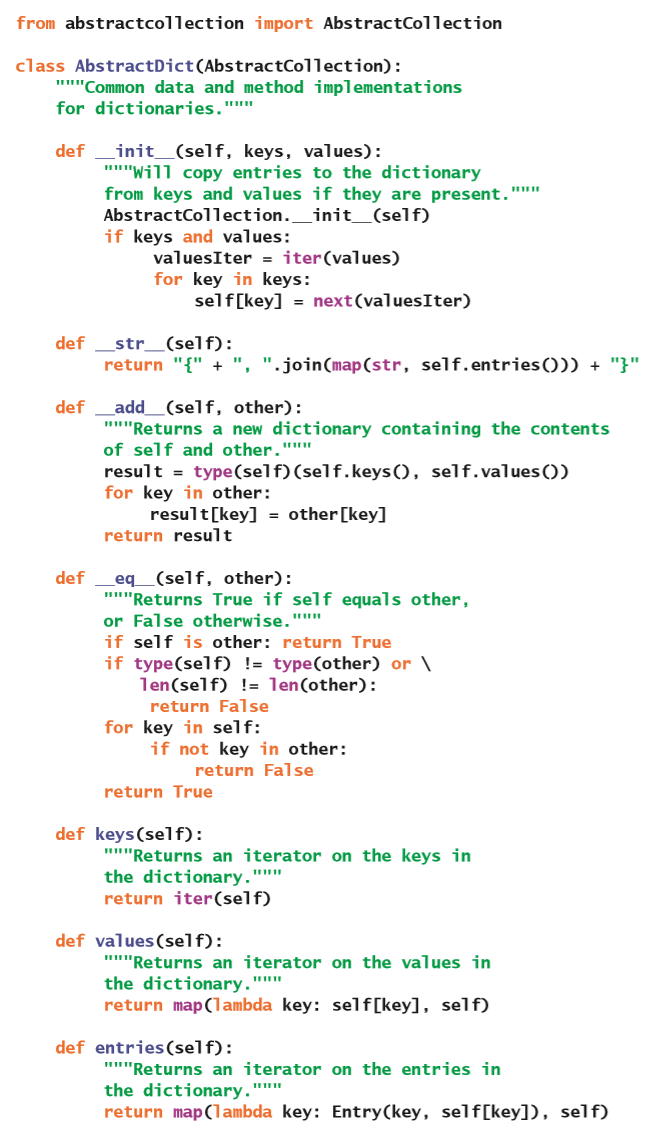 from abstractcollection import AbstractCollection

class AbstractDict(AbstractCollection):
    """Common data and method implementations
    for dictionaries."""

    def __init__(self, keys, values):
        """Will copy entries to the dictionary
        from keys and values if they are present."""
        AbstractCollection.__init__(self)
        if keys and values:
            valuesIter = iter(values)
            for key in keys:
                self[key] = next(valuesIter)

    def __str__(self):
        return "{" + ", ".join(map(str, self.entries())) + "}"

    def __add__(self, other):
        """Returns a new dictionary containing the contents
        of self and other."""
        result = type(self)(self.keys(), self.values())
        for key in other:
            result[key] = other[key]
        return result

    def __eq__(self, other):
        """Returns True if self equals other,
        or False otherwise."""
        if self is other: return True
        if type(self) != type(other) or \
           len(self) != len(other):
            return False
        for key in self:
            if not key in other:
                return False
        return True

    def keys(self):
        """Returns an iterator on the keys in
        the dictionary."""
        return iter(self)

    def values(self):
        """Returns an iterator on the values in
        the dictionary."""
        return map(lambda key: self[key], self)

    def entries(self):
        """Returns an iterator on the entries in
        the dictionary."""
        return map(lambda key: Entry(key, self[key]), self)